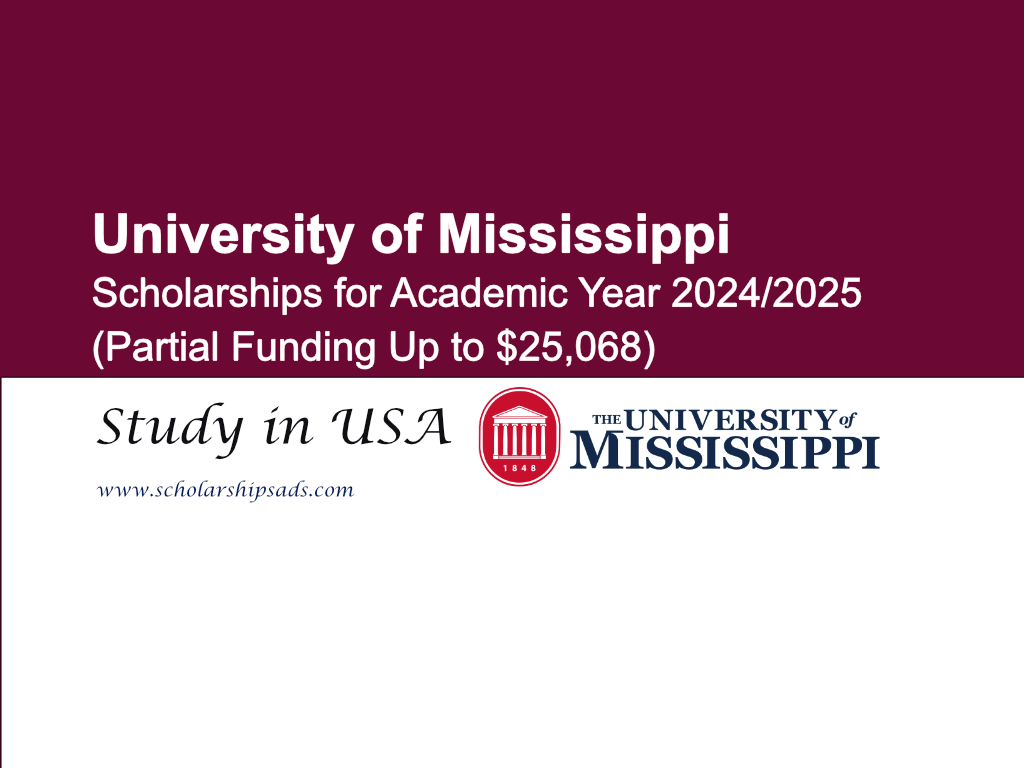 University of Mississippi
Scholarships for Academic Year 2024/2025
(Partial Funding Up to $25,068)
Study in USA
www.scholarshipsads.com
1848
THE UNIVERSITY of
MISSISSIPPI